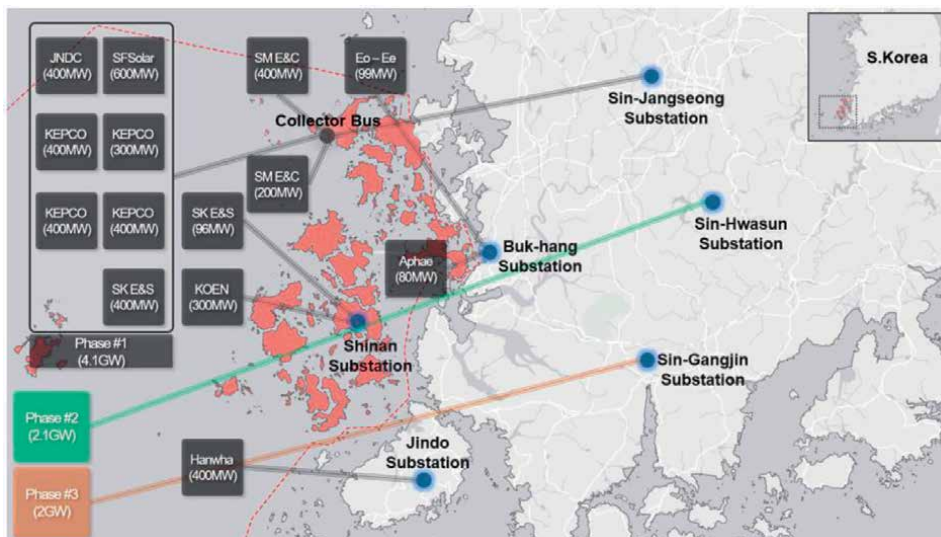 JNDC
(400MW)
SFSolar
(600MW)
SM E&C
(400MW)
Eo – Ee
(99MW)
S.Korea
Sin-Jangseong
Substation
Collector Bus
KEPCO
(400MW)
KEPCO
(300MW)
SM E&C
(200MW)
KEPCO
(400MW)
KEPCO
(400MW)
SK E&S
(96MW)
Sin-Hwasun
Substation
Buk-hang
Substation
Aphae
(80MW)
SK E&S
(400MW)
KOEN
(300MW)
Shinan
Substation
Phase #1
(4.1GW)
Sin-Gangjin
Substation
Phase #2
(2.1GW)
Jindo
Substation
Hanwha
(400MW)
Phase #3
(2GW)